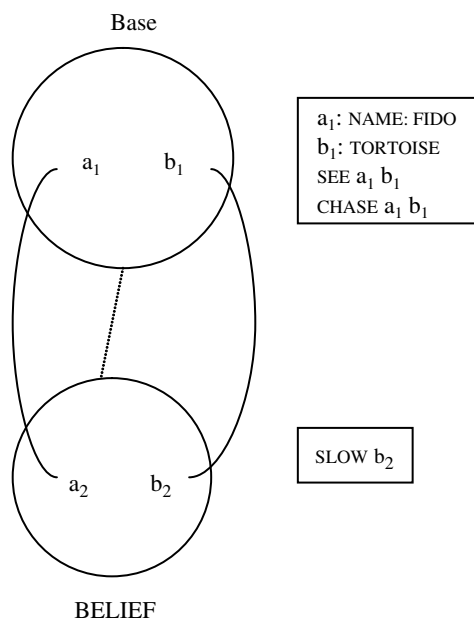 Base
a₁ b₁
a₁: NAME: FIDO
b₁: TORTOISE
SEE a₁ b₁
CHASE a₁ b₁
a₂ b₂
SLOW b₂
BELIEF